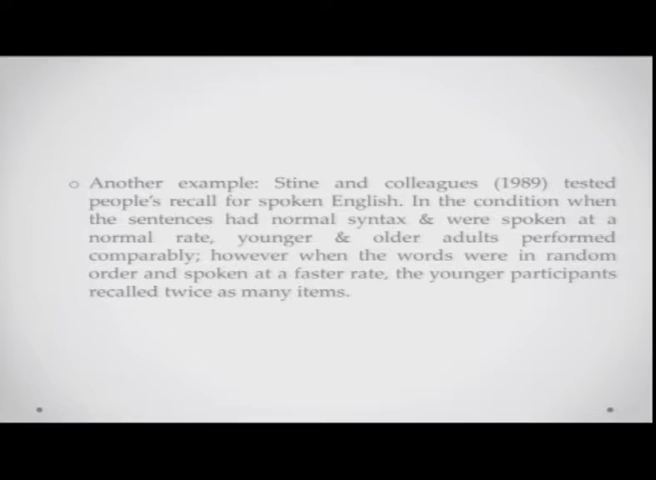 Another example: Stine and colleagues (1989) tested
people's recall for spoken English. In the condition when
the sentences had normal syntax & were spoken at a
normal rate, younger & older adults performed
comparably; however when the words were in random
order and spoken at a faster rate, the younger participants
recalled twice as many items.